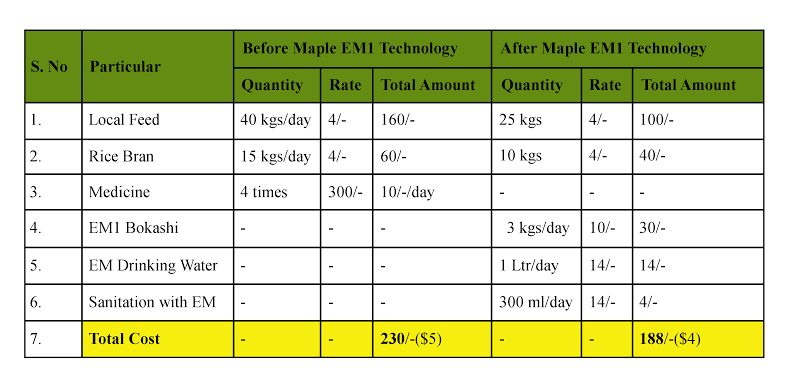 S. No Particular Before Maple EM1 Technology After Maple EM1 Technology
Quantity Rate Total Amount Quantity Rate Total Amount
1. Local Feed 40 kgs/day 4/- 160/- 25 kgs 4/- 100/-
2. Rice Bran 15 kgs/day 4/- 60/- 10 kgs 4/- 40/-
3. Medicine 4 times 300/- 10/-/day - - -
4. EM1 Bokashi - - - 3 kgs/day 10/- 30/-
5. EM Drinking Water - - - 1 Ltr/day 14/- 14/-
6. Sanitation with EM - - - 300 ml/day 14/- 4/-
7. Total Cost - - 230/-($5) - - 188/-($4)